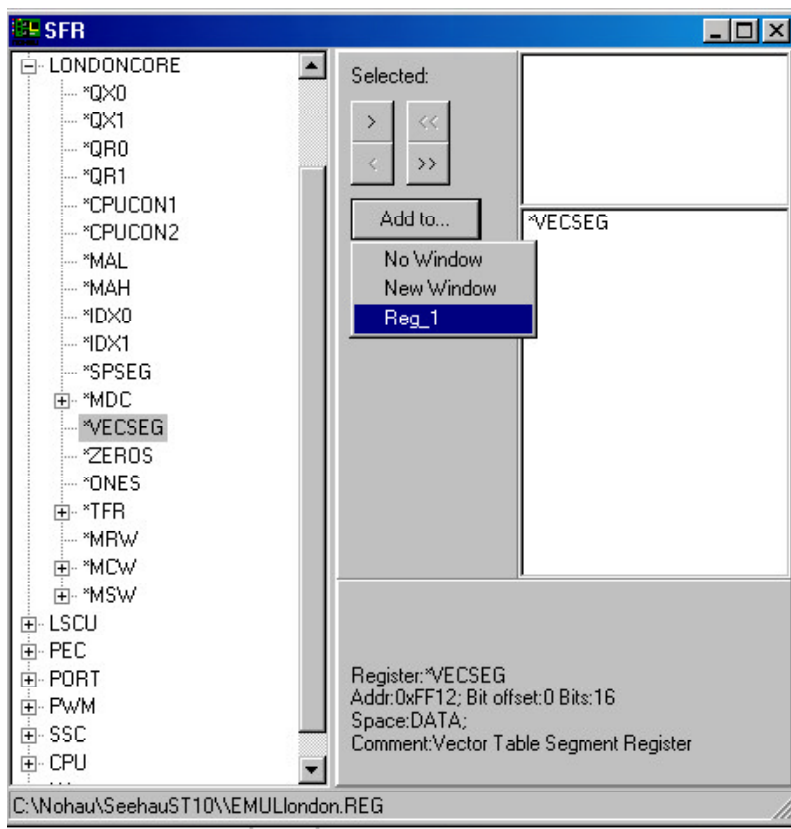 SFR
LONDONCORE
*QX0
*QX1
*QR0
*QR1
*CPUCON1
*CPUCON2
*MAL
*MAH
*IDX0
*IDX1
*SPSEG
*MDC
*VECSEG
*ZEROS
*ONES
*TFR
*MRW
*MCW
*MSW
LSCU
PEC
PORT
PWM
SSC
CPU
Selected:
> <<
< >>
Add to...
No Window
New Window
Reg_1
*VECSEG
Register:*VECSEG
Addr:0xFF12; Bit offset:0 Bits:16
Space:DATA;
Comment:Vector Table Segment Register
C:\Nohau\SeehauST10\\EMULlondon.REG